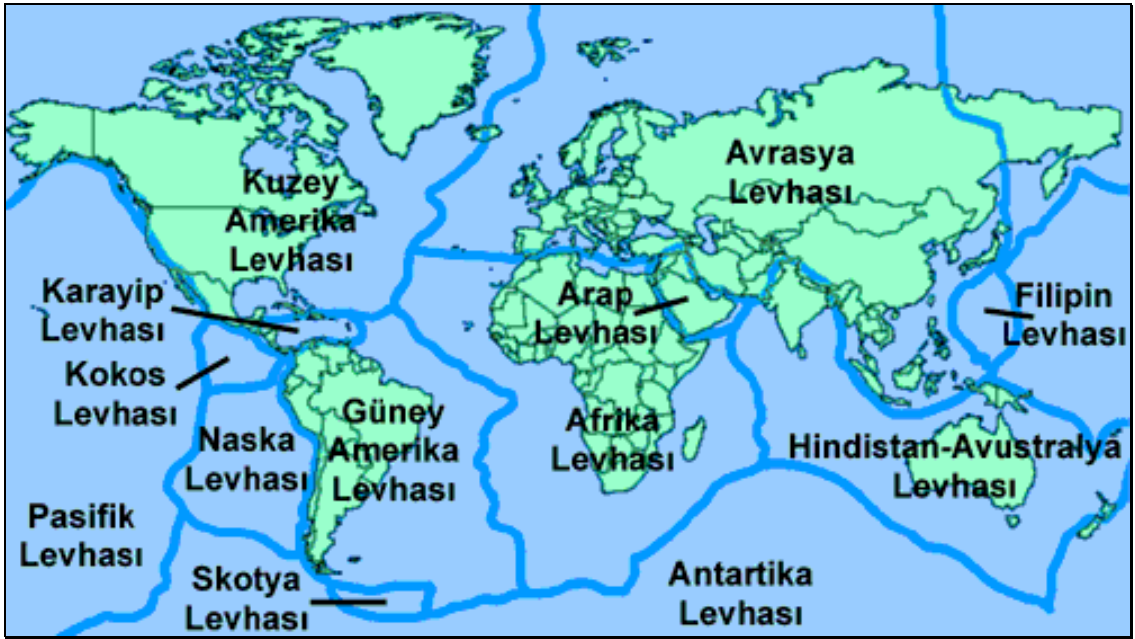 Avrasya
Levhası
Kuzey
Amerika
Levhası
Karayip
Levhası
Arap
Levhası
Filipin
Levhası
Kokos
Levhası
Güney
Amerika
Levhası
Afrika
Levhası
Naska
Levhası
Hindistan-Avustralya
Levhası
Pasifik
Levhası
Skotya
Levhası
Antartika
Levhası